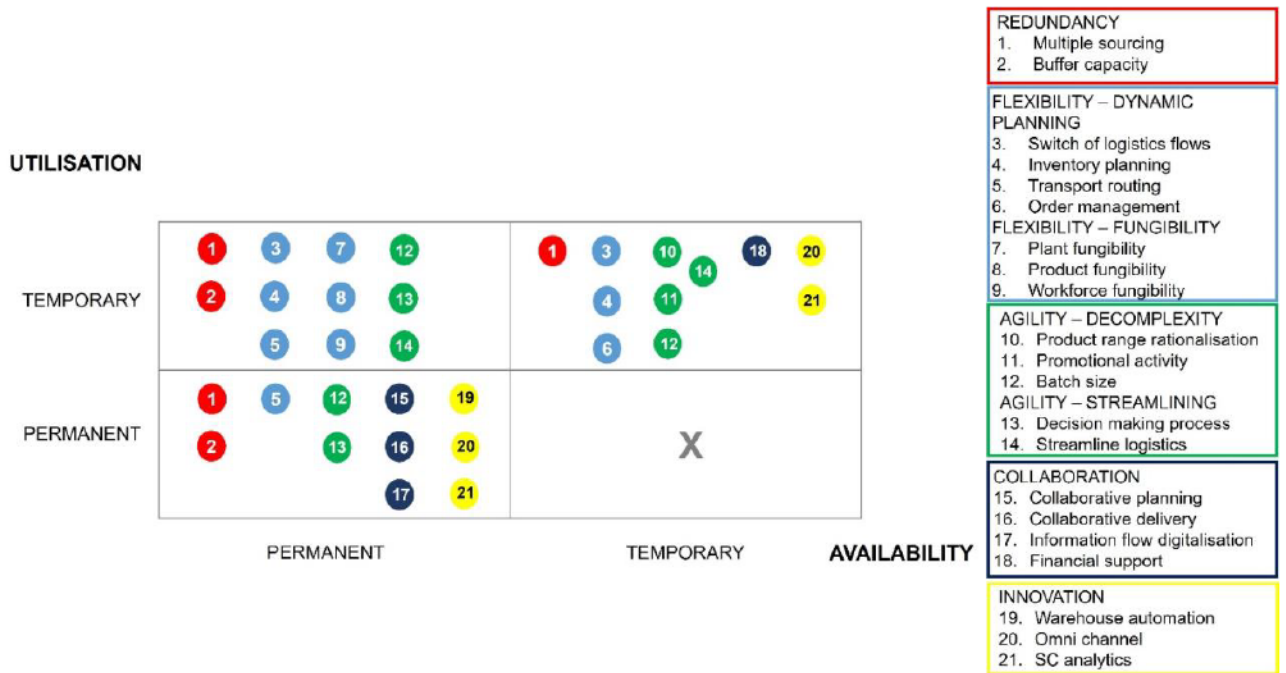 UTILISATION
TEMPORARY
1 3 7 12
2 4 8 13
5 9 14
1 3 10 18 20
14
4 11 21
6 12
PERMANENT
1 5 12 15 19
2 13 16 20
17 21
X
PERMANENT
TEMPORARY
AVAILABILITY
REDUNDANCY
1. Multiple sourcing
2. Buffer capacity
FLEXIBILITY – DYNAMIC
PLANNING
3. Switch of logistics flows
4. Inventory planning
5. Transport routing
6. Order management
FLEXIBILITY – FUNGIBILITY
7. Plant fungibility
8. Product fungibility
9. Workforce fungibility
AGILITY – DECOMPLEXITY
10. Product range rationalisation
11. Promotional activity
12. Batch size
AGILITY – STREAMLINING
13. Decision making process
14. Streamline logistics
COLLABORATION
15. Collaborative planning
16. Collaborative delivery
17. Information flow digitalisation
18. Financial support
INNOVATION
19. Warehouse automation
20. Omni channel
21. SC analytics